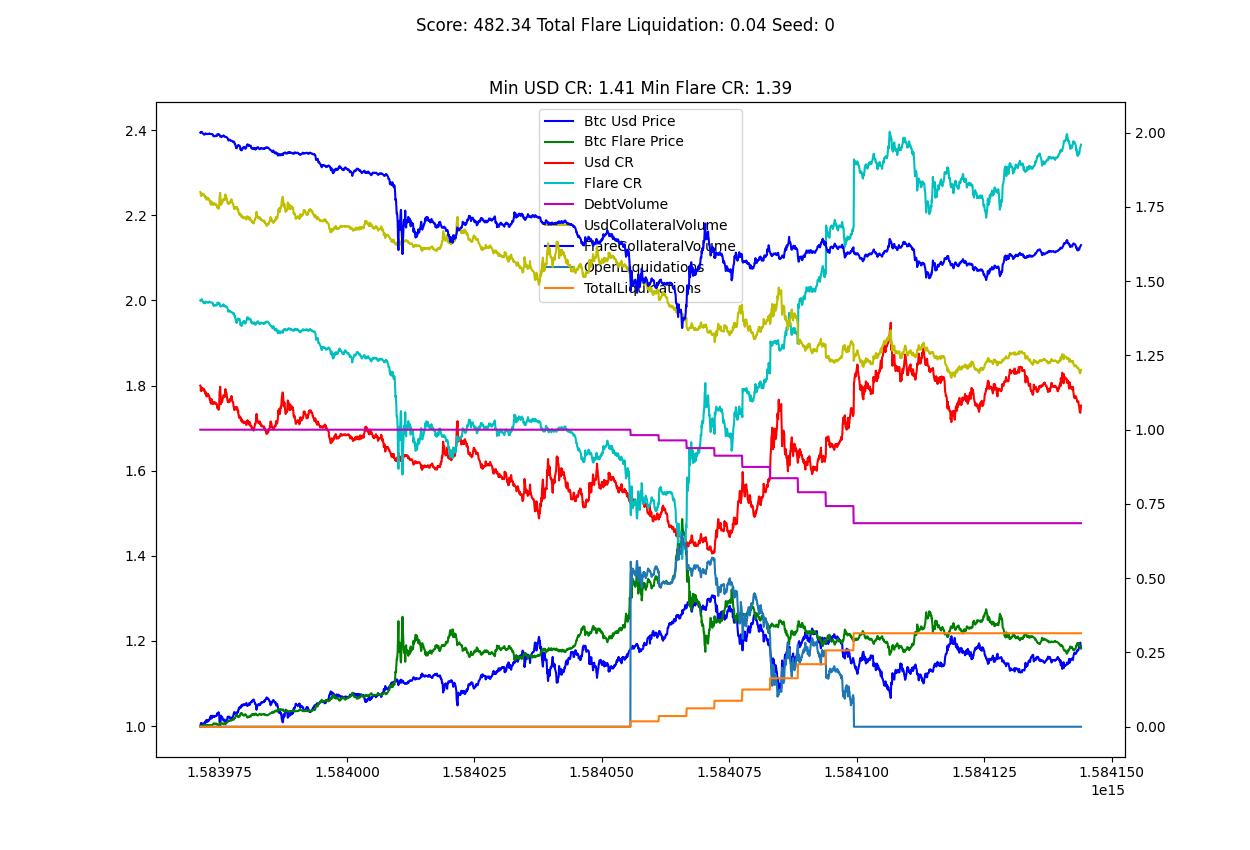 Score: 482.34 Total Flare Liquidation: 0.04 Seed: 0
Min USD CR: 1.41 Min Flare CR: 1.39
Btc Usd Price
Btc Flare Price
Usd CR
Flare CR
DebtVolume
UsdCollateralVolume
FlareCollateralVolume
OpenLiquidations
TotalLiquidations
2.4
2.2
2.0
1.8
1.6
1.4
1.2
1.0
2.00
1.75
1.50
1.25
1.00
0.75
0.50
0.25
0.00
1.583975 1.584000 1.584025 1.584050 1.584075 1.584100 1.584125 1.584150
1e15